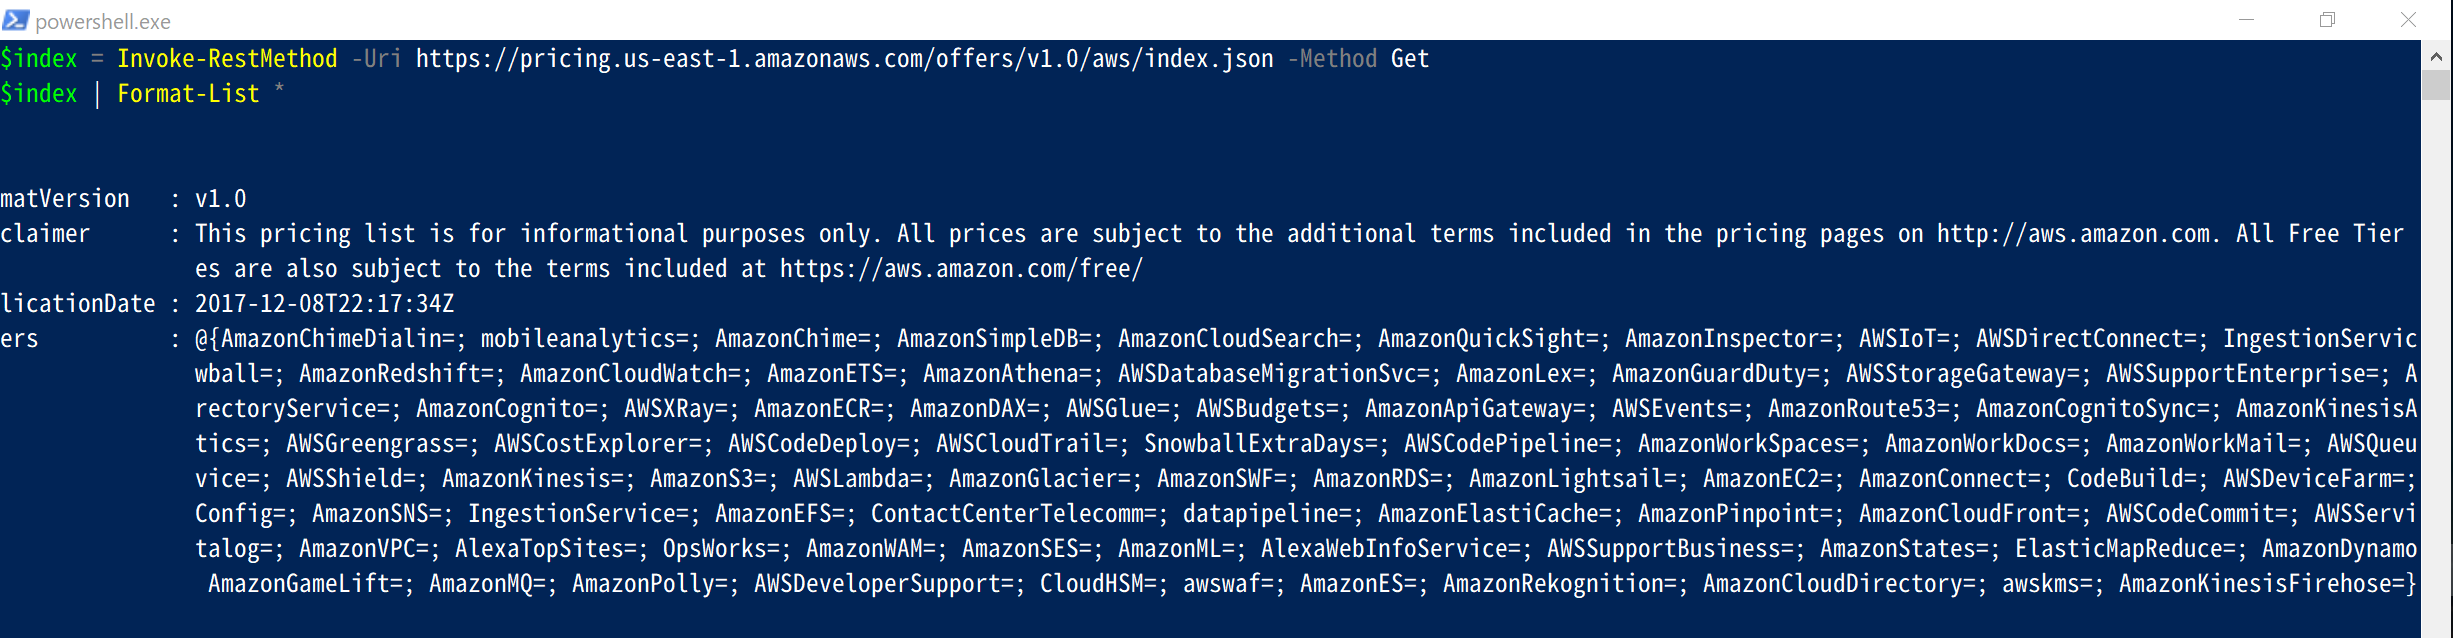 powershell.exe
$index = Invoke-RestMethod -Uri https://pricing.us-east-1.amazonaws.com/offers/v1.0/aws/index.json -Method Get
$index | Format-List *
matVersion : v1.0
claimer : This pricing list is for informational purposes only. All prices are subject to the additional terms included in the pricing pages on http://aws.amazon.com. All Free Tier
es are also subject to the terms included at https://aws.amazon.com/free/
licationDate : 2017-12-08T22:17:34Z
ers : @{AmazonChimeDialin=; mobileanalytics=; AmazonChime=; AmazonSimpleDB=; AmazonCloudSearch=; AmazonQuickSight=; AmazonInspector=; AWSIoT=; AWSDirectConnect=; IngestionServic
wball=; AmazonRedshift=; AmazonCloudWatch=; AmazonETS=; AmazonAthena=; AWSDatabaseMigrationSvc=; AmazonLex=; AmazonGuardDuty=; AWSStorageGateway=; AWSSupportEnterprise=; A
rectoryService=; AmazonCognito=; AWSXRay=; AmazonECR=; AmazonDAX=; AWSGlue=; AWSBudgets=; AmazonApiGateway=; AWSEvents=; AmazonRoute53=; AmazonCognitoSync=; AmazonKinesisA
tics=; AWSGreengrass=; AWSCostExplorer=; AWSCodeDeploy=; AWSCloudTrail=; SnowballExtraDays=; AWSCodePipeline=; AmazonWorkSpaces=; AmazonWorkDocs=; AmazonWorkMail=; AWSQueu
vice=; AWSShield=; AmazonKinesis=; AmazonS3=; AWSLambda=; AmazonGlacier=; AmazonSWF=; AmazonRDS=; AmazonLightsail=; AmazonEC2=; AmazonConnect=; CodeBuild=; AWSDeviceFarm=;
Config=; AmazonSNS=; IngestionService=; AmazonEFS=; ContactCenterTelecomm=; datapipeline=; AmazonElastiCache=; AmazonPinpoint=; AmazonCloudFront=; AWSCodeCommit=; AWSServi
talog=; AmazonVPC=; AlexaTopSites=; OpsWorks=; AmazonWAM=; AmazonSES=; AmazonML=; AlexaWebInfoService=; AWSSupportBusiness=; AmazonStates=; ElasticMapReduce=; AmazonDynamo
AmazonGameLift=; AmazonMQ=; AmazonPolly=; AWSDeveloperSupport=; CloudHSM=; awswaf=; AmazonES=; AmazonRekognition=; AmazonCloudDirectory=; awskms=; AmazonKinesisFirehose=}